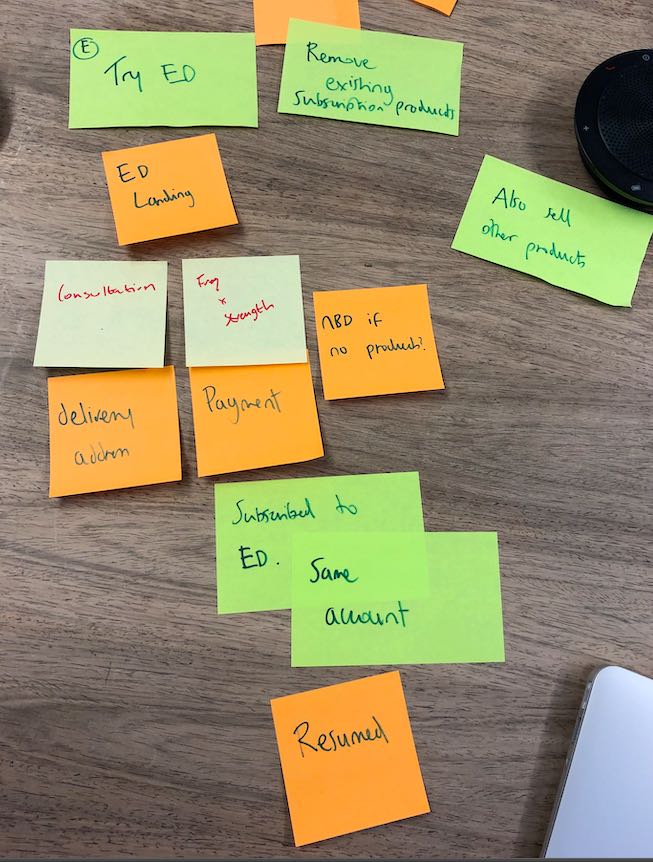 E
Try ED
Remove
existing
Subscription products
ED
Landing
Also sell
other products
Consultation
Freq
x
strength
NBD if
no product?
delivery
address
Payment
Subscribed to
ED.
Same
account
Resumed